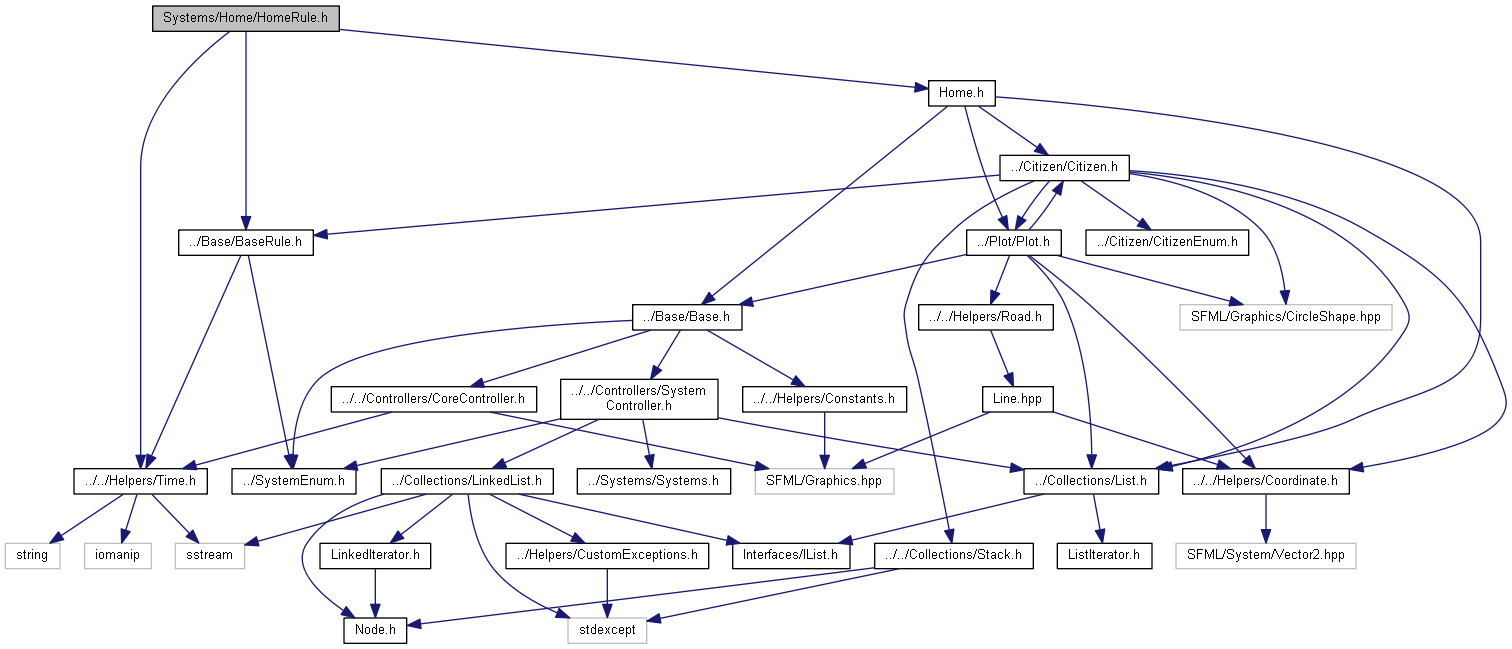 Systems/Home/HomeRule.h
Home.h
../Citizen/Citizen.h
../Base/BaseRule.h
../Plot/Plot.h
../Citizen/CitizenEnum.h
../Base/Base.h
../../Helpers/Road.h
SFML/Graphics/CircleShape.hpp
../../Controllers/CoreController.h
../../Controllers/System
Controller.h
../../Helpers/Constants.h
Line.hpp
../../Helpers/Time.h
../SystemEnum.h
../Collections/LinkedList.h
../Systems/Systems.h
SFML/Graphics.hpp
../Collections/List.h
../../Helpers/Coordinate.h
string
iomanip
sstream
LinkedIterator.h
../Helpers/CustomExceptions.h
Interfaces/IList.h
../../Collections/Stack.h
ListIterator.h
SFML/System/Vector2.hpp
Node.h
stdexcept